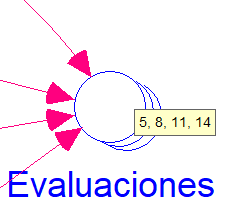 5, 8, 11, 14
Evaluaciones